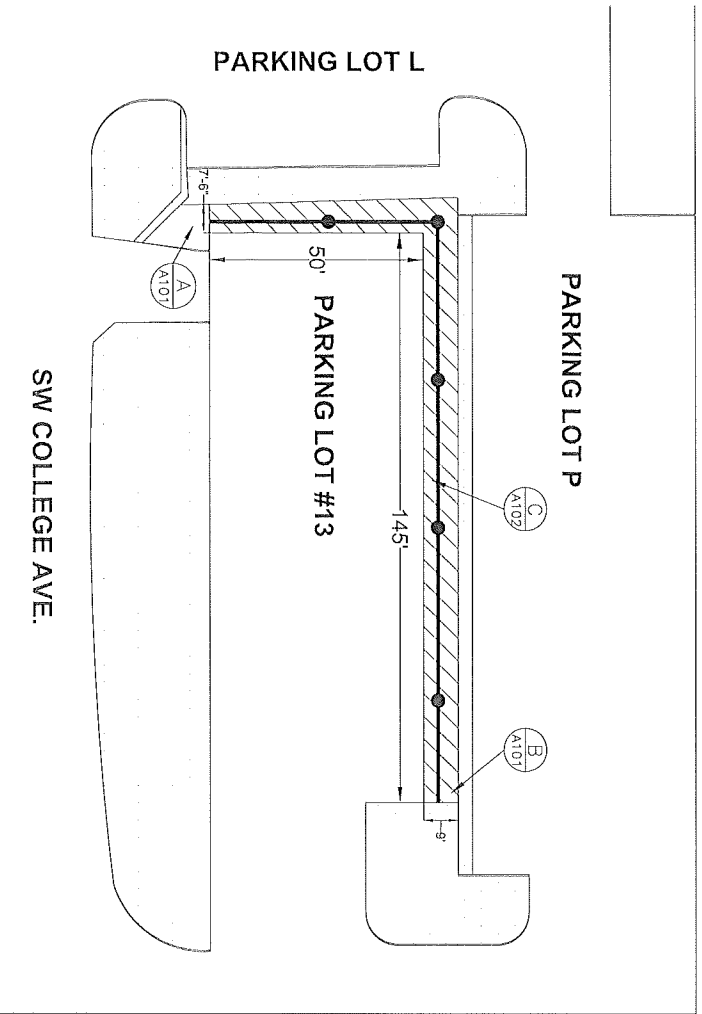 PARKING LOT L
PARKING LOT P
7'-6"
A
A101
50'
PARKING LOT #13
145'
C
A102
B
A101
9'
SW COLLEGE AVE.